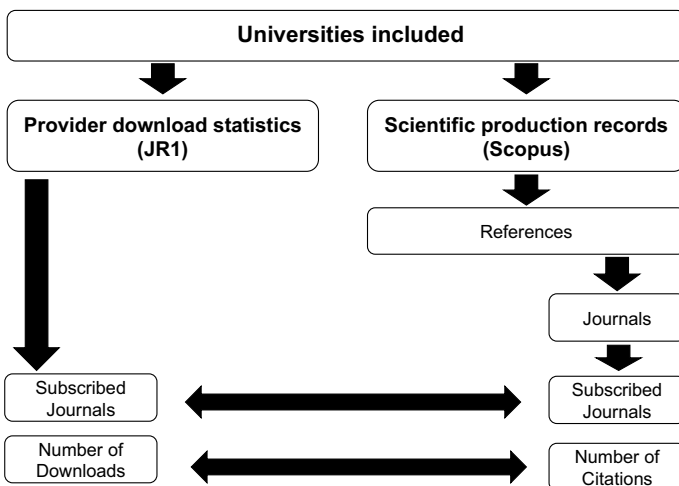 Universities included
Provider download statistics
(JR1)
Scientific production records
(Scopus)
References
Journals
Subscribed
Journals
Subscribed
Journals
Number of
Downloads
Number of
Citations